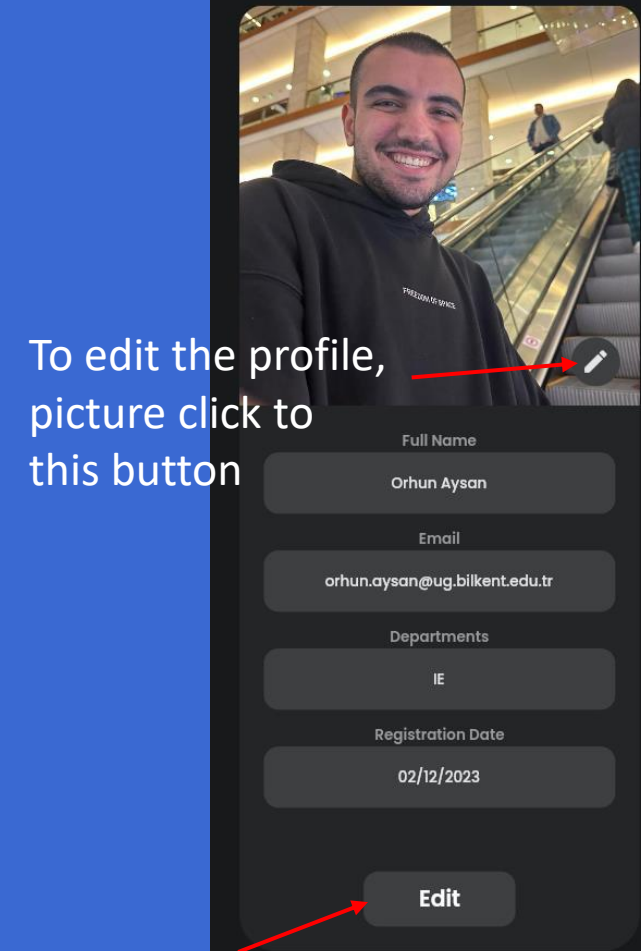 FREEDOM OF SPACE
To edit the profile,
picture click to
this button
Full Name
Orhun Aysan
Email
orhun.aysan@ug.bilkent.edu.tr
Departments
IE
Registration Date
02/12/2023
Edit